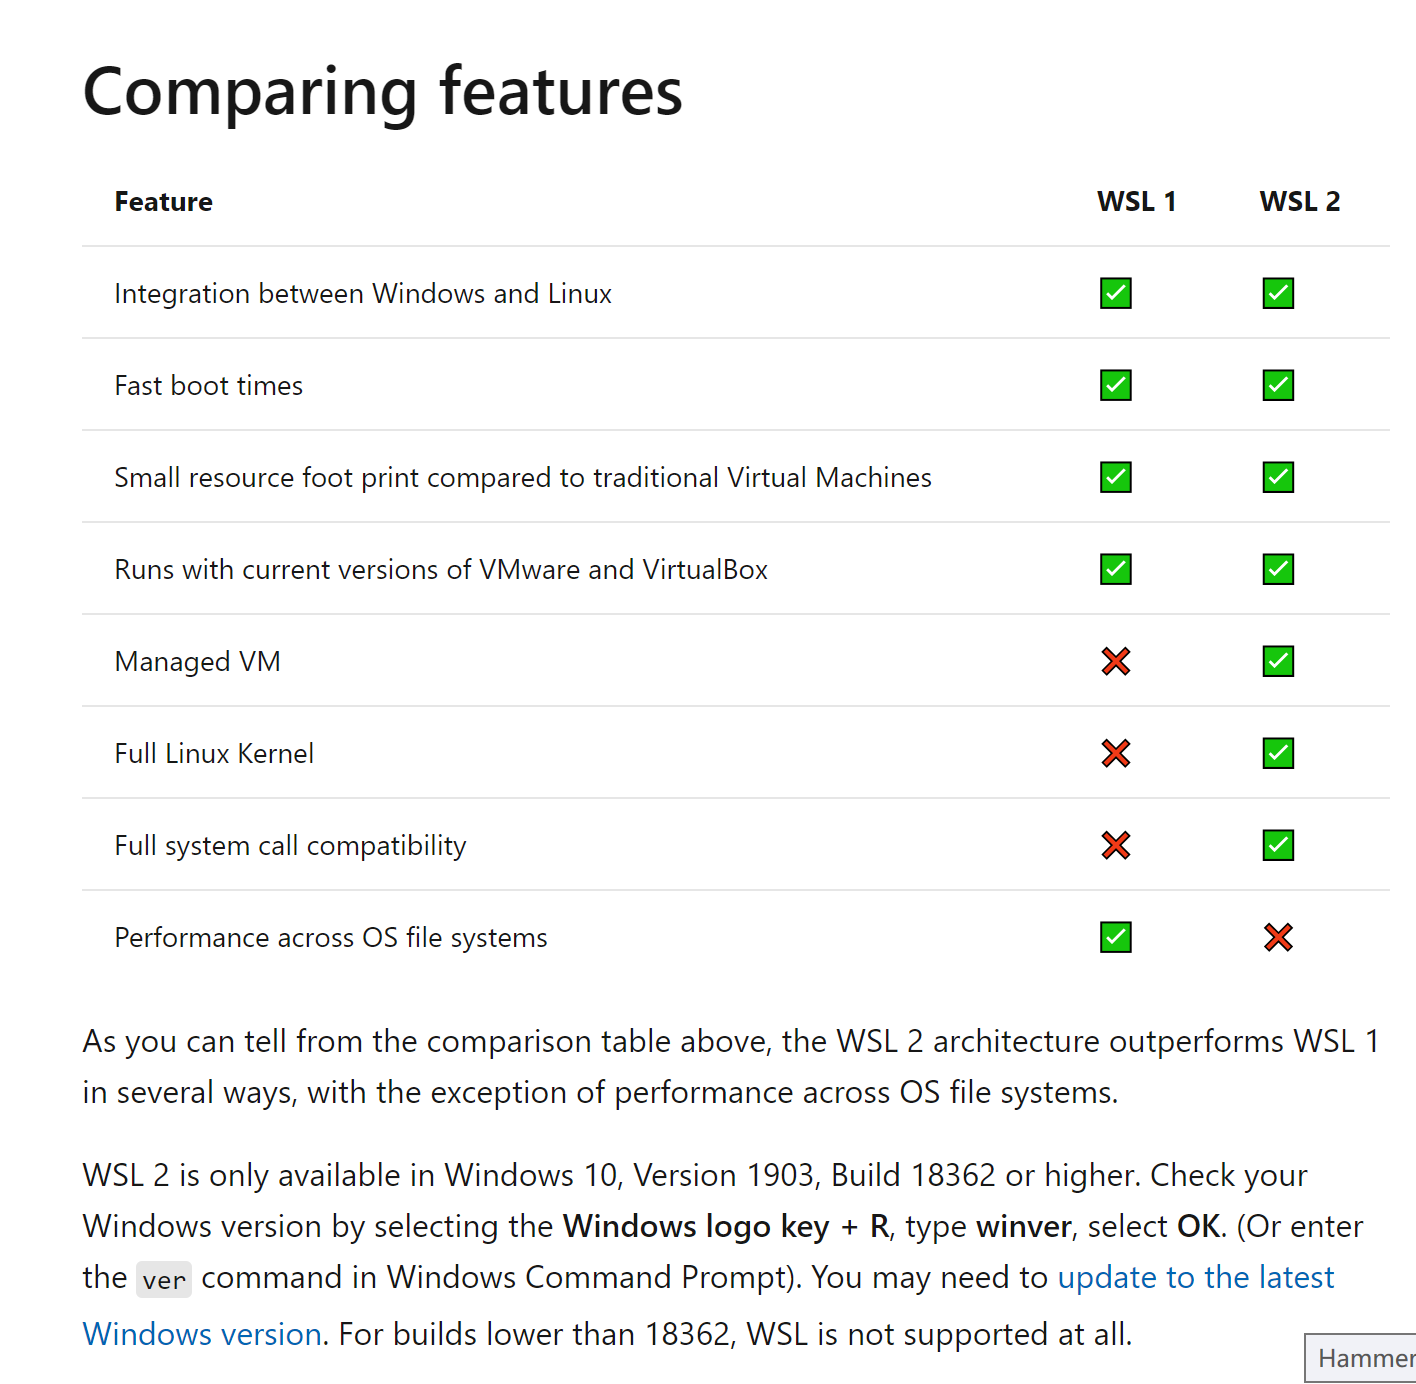 Comparing features
Feature WSL 1 WSL 2
Integration between Windows and Linux ✅ ✅
Fast boot times ✅ ✅
Small resource foot print compared to traditional Virtual Machines ✅ ✅
Runs with current versions of VMware and VirtualBox ✅ ✅
Managed VM ❌ ✅
Full Linux Kernel ❌ ✅
Full system call compatibility ❌ ✅
Performance across OS file systems ✅ ❌
As you can tell from the comparison table above, the WSL 2 architecture outperforms WSL 1
in several ways, with the exception of performance across OS file systems.
WSL 2 is only available in Windows 10, Version 1903, Build 18362 or higher. Check your
Windows version by selecting the Windows logo key + R, type winver, select OK. (Or enter
the ver command in Windows Command Prompt). You may need to update to the latest
Windows version. For builds lower than 18362, WSL is not supported at all.
Hammer